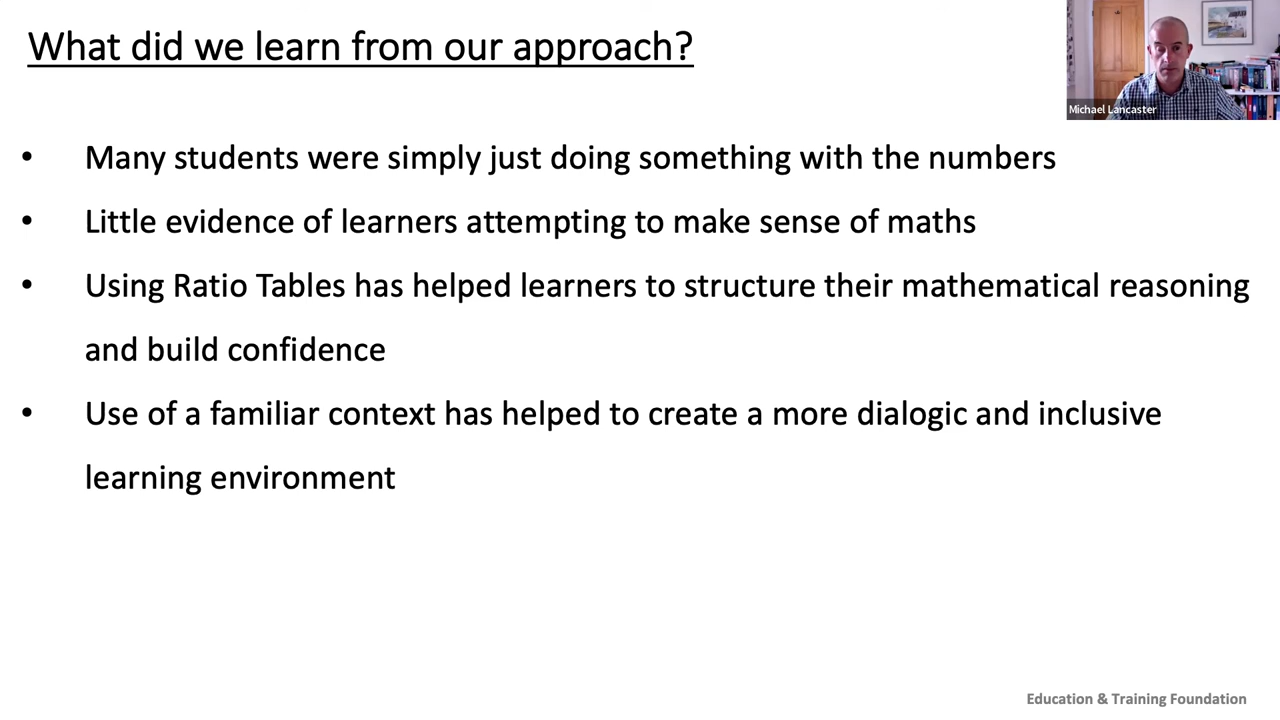 What did we learn from our approach?
Michael Lancaster
• Many students were simply just doing something with the numbers
• Little evidence of learners attempting to make sense of maths
• Using Ratio Tables has helped learners to structure their mathematical reasoning
and build confidence
• Use of a familiar context has helped to create a more dialogic and inclusive
learning environment
Education & Training Foundation